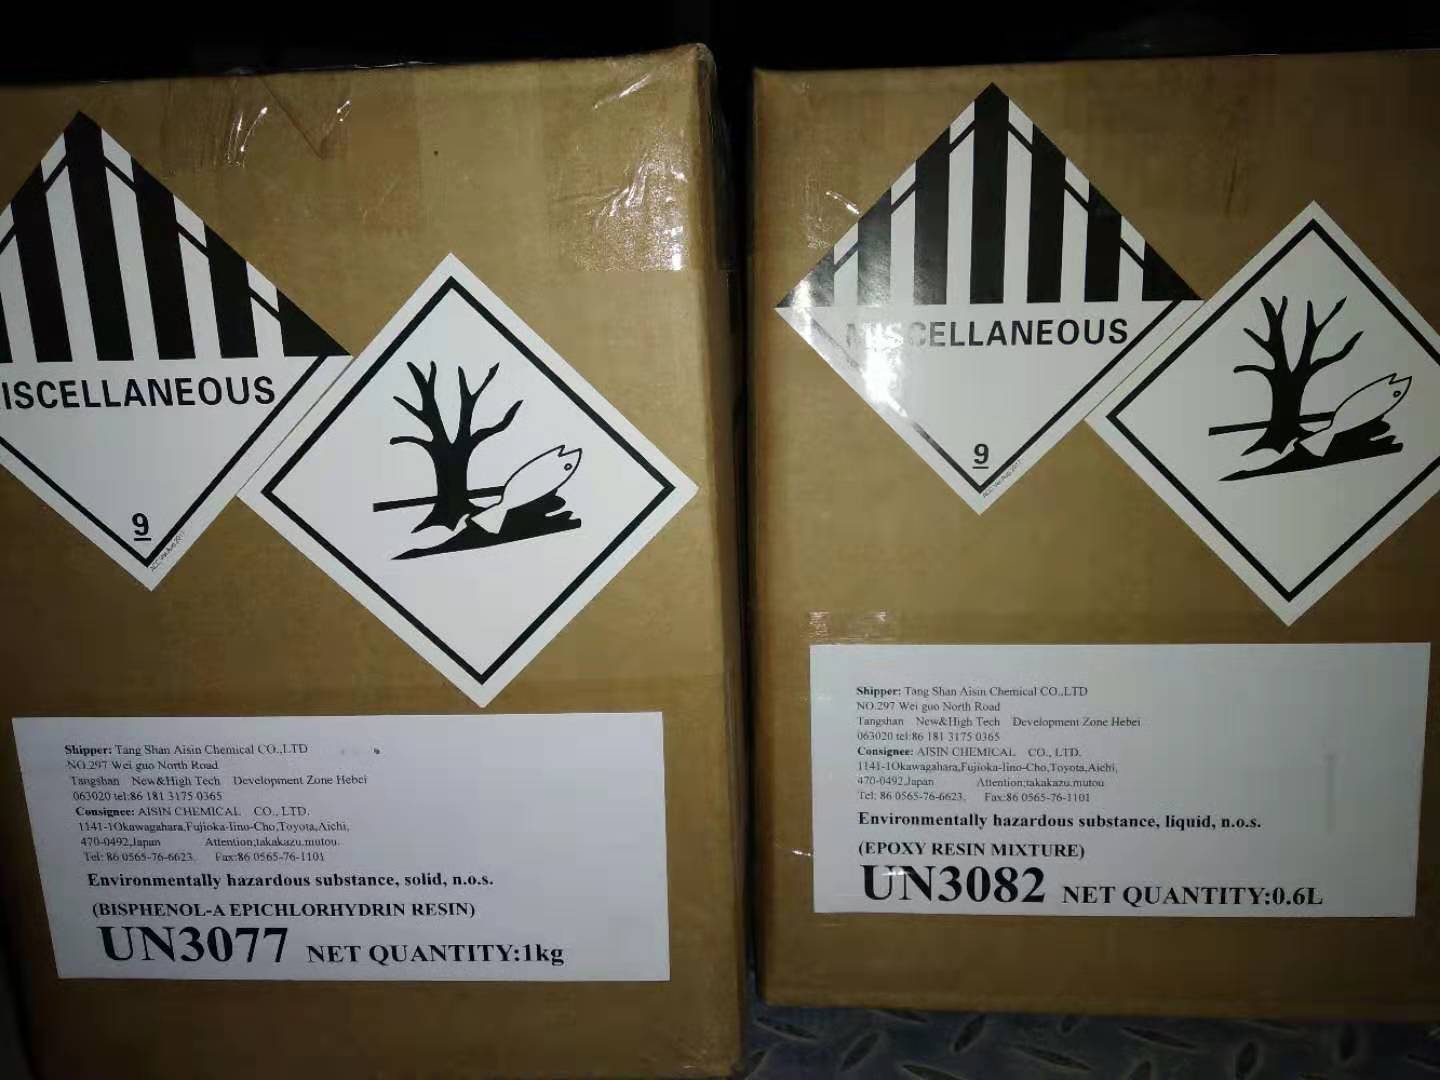 ISCELLANEOUS
9
Shipper: Tang Shan Aisin Chemical CO.,LTD
NO.297 Wei guo North Road
Tangshan New&High Tech Development Zone Hebei
063020 tel:86 181 3175 0365
Consignee: AISIN CHEMICAL CO., LTD.
1141-1Okawagahara,Fujioka-Iino-Cho,Toyota,Aichi,
470-0492,Japan Attention;takakazu.mutou.
Tel: 86 0565-76-6623, Fax:86 0565-76-1101
Environmentally hazardous substance, solid, n.o.s.
(BISPHENOL-A EPICHLORHYDRIN RESIN)
UN3077 NET QUANTITY:1kg
MISCELLANEOUS
9
Shipper: Tang Shan Aisin Chemical CO.,LTD
NO.297 Wei guo North Road
Tangshan New&High Tech Development Zone Hebei
063020 tel:86 181 3175 0365
Consignee: AISIN CHEMICAL CO., LTD.
1141-1Okawagahara,Fujioka-Iino-Cho,Toyota,Aichi,
470-0492,Japan Attention;takakazu.mutou
Tel: 86 0565-76-6623, Fax:86 0565-76-1101
Environmentally hazardous substance, liquid, n.o.s.
(EPOXY RESIN MIXTURE)
UN3082 NET QUANTITY:0.6L